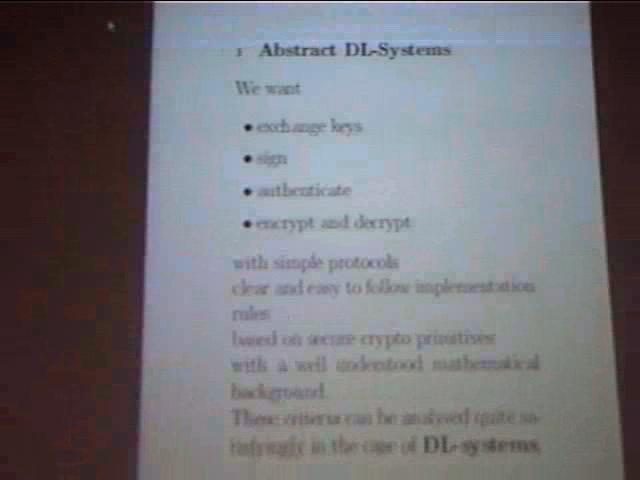 1 Abstract DL-Systems
We want
• exchange keys
• sign
• authenticate
• encrypt and decrypt
with simple protocols
clear and easy to follow implementation
rules
based on secure crypto primitives
with a well understood mathematical
background.
These criteria can be analysed quite sa-
tisfyingly in the case of DL-systems.